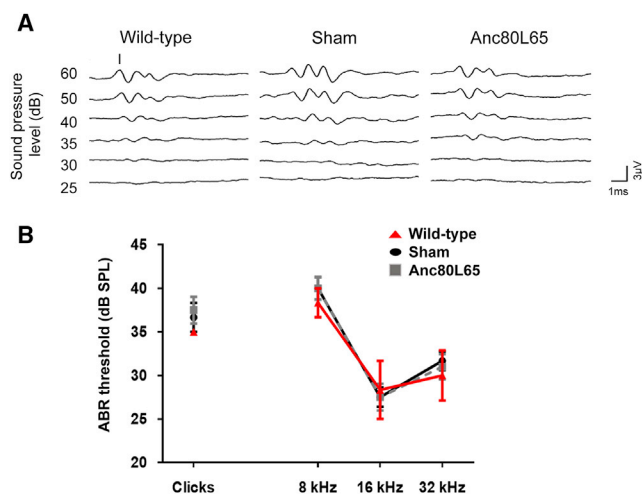 A
Wild-type Sham Anc80L65
Sound pressure
level (dB)
60
50
40
35
30
25
I
3µV
1ms
B
Wild-type
Sham
Anc80L65
ABR threshold (dB SPL)
45
40
35
30
25
20
Clicks 8 kHz 16 kHz 32 kHz